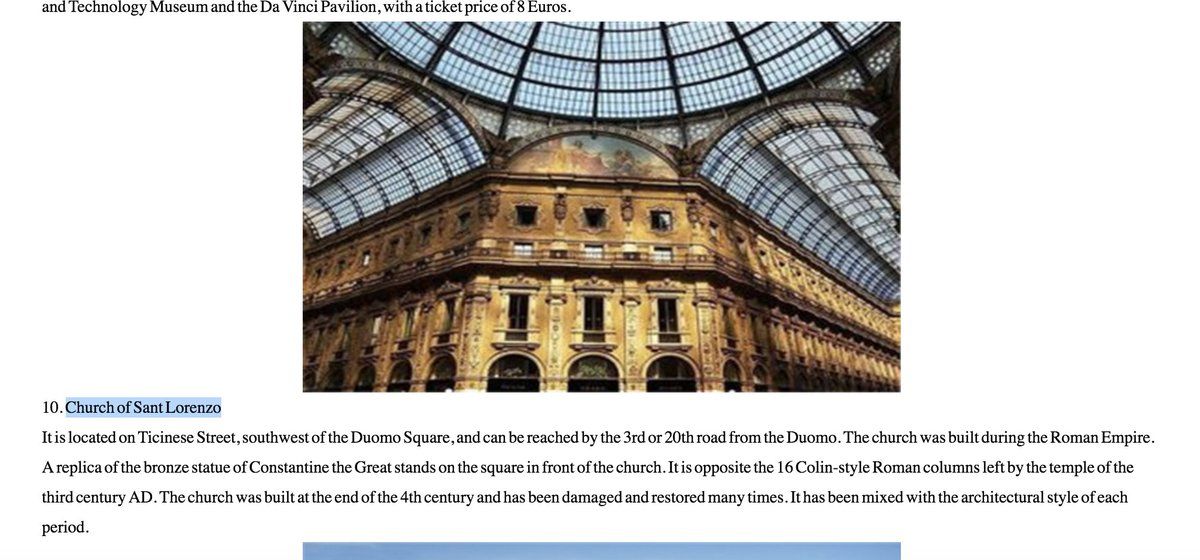 and Technology Museum and the Da Vinci Pavilion, with a ticket price of 8 Euros.
10. Church of Sant Lorenzo
It is located on Ticinese Street, southwest of the Duomo Square, and can be reached by the 3rd or 20th road from the Duomo. The church was built during the Roman Empire.
A replica of the bronze statue of Constantine the Great stands on the square in front of the church. It is opposite the 16 Colin-style Roman columns left by the temple of the
third century AD. The church was built at the end of the 4th century and has been damaged and restored many times. It has been mixed with the architectural style of each
period.